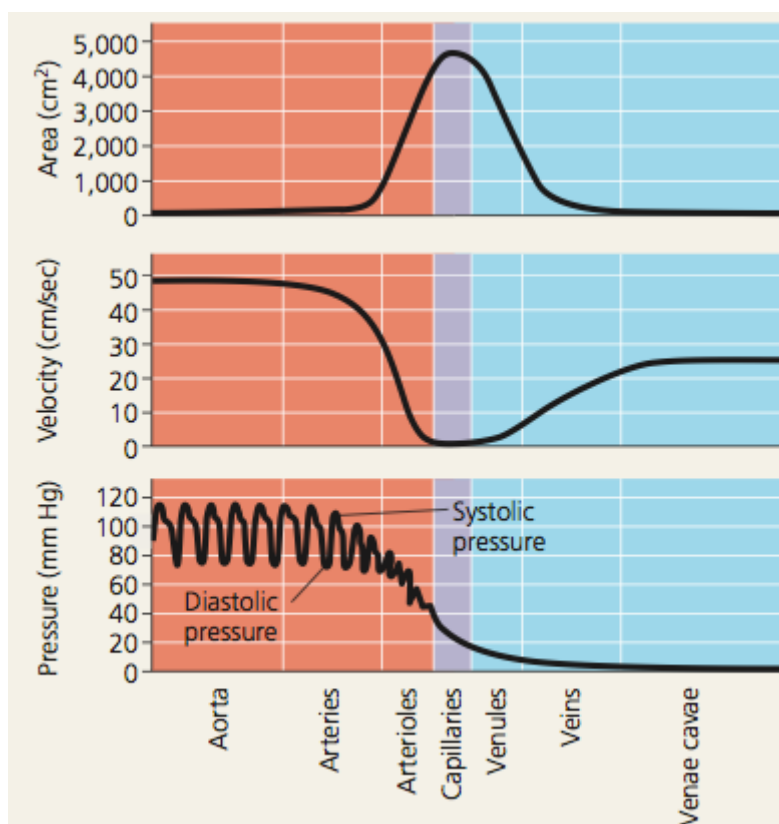 Area (cm²)
5,000
4,000
3,000
2,000
1,000
0
Velocity (cm/sec)
50
40
30
20
10
0
Pressure (mm Hg)
120
100
80
60
40
20
0
Systolic
pressure
Diastolic
pressure
Aorta
Arteries
Arterioles
Capillaries
Venules
Veins
Venae cavae